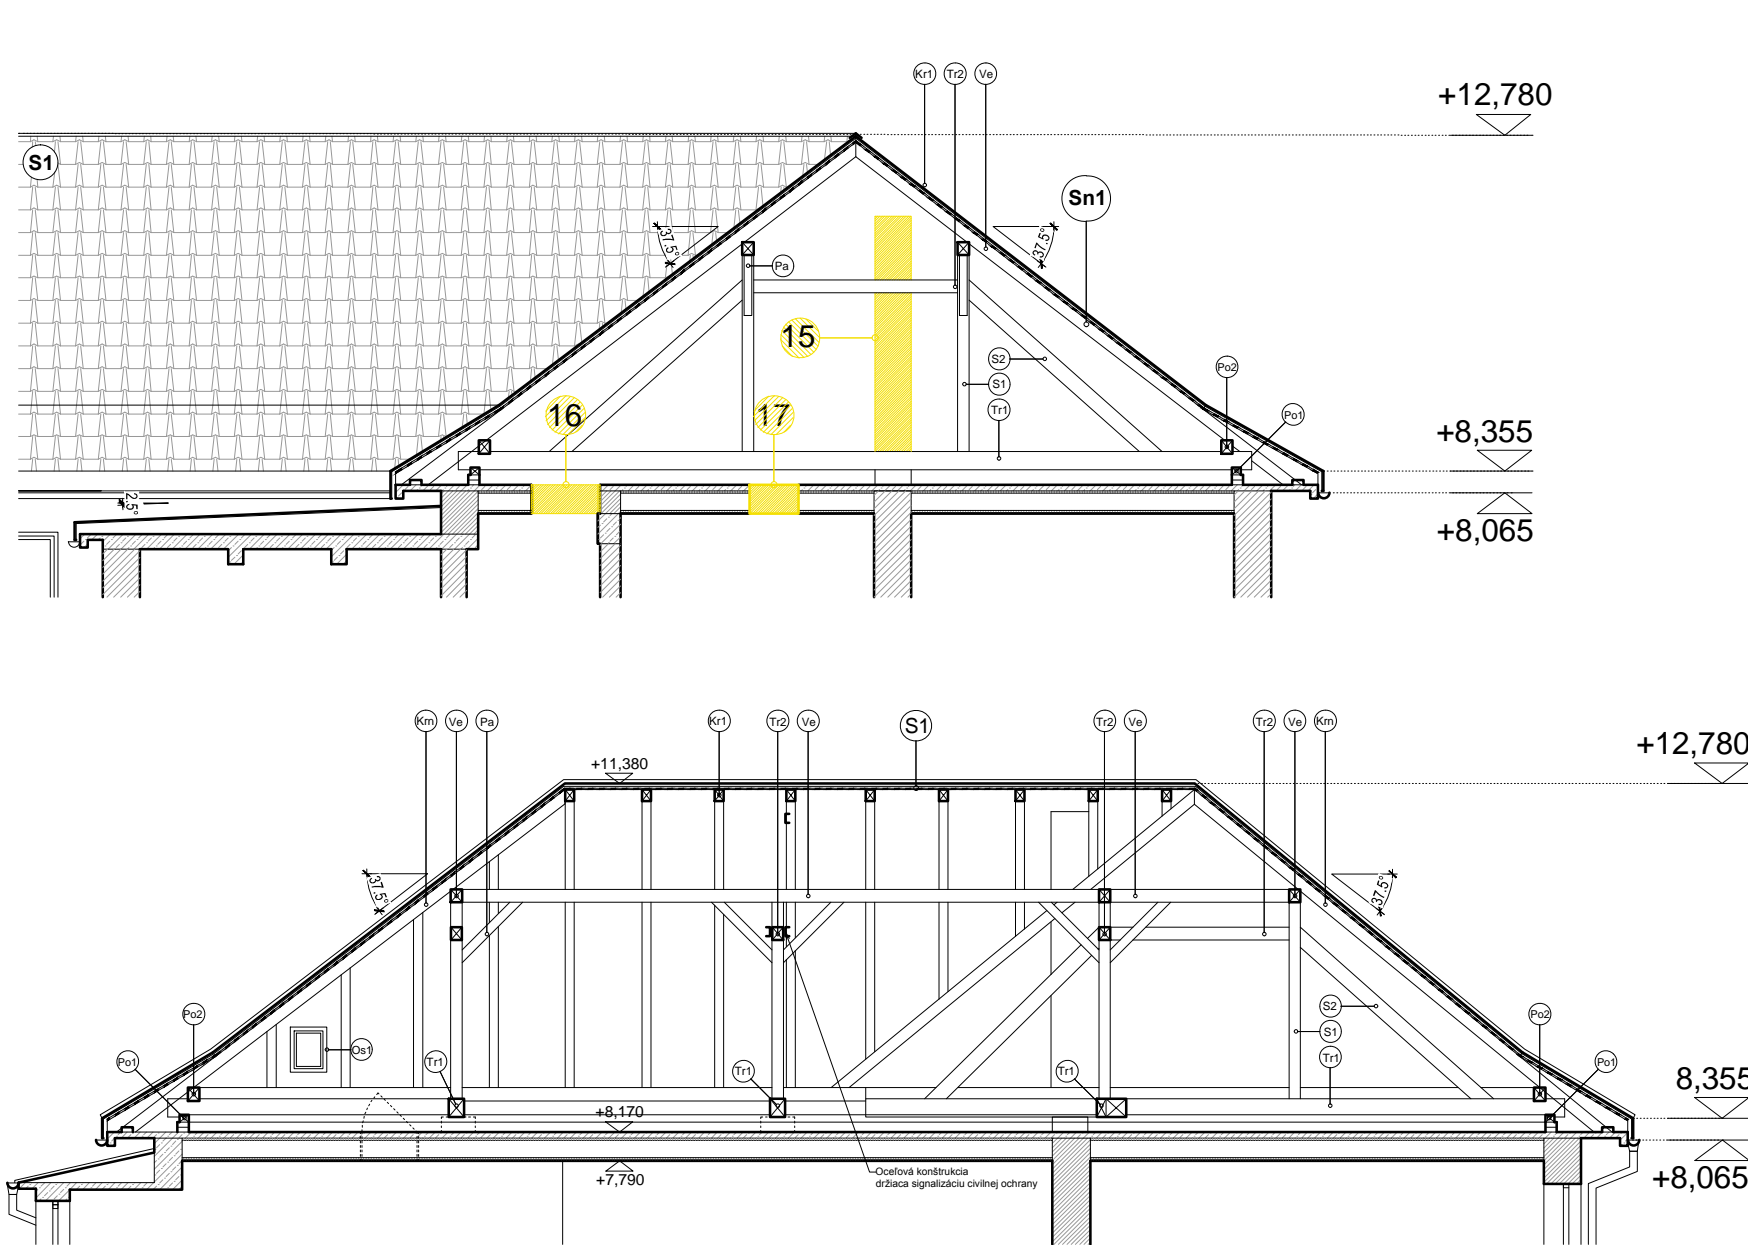 Kr1 Tr2 Ve
+12,780
S1
Sn1
37.5° 37.5°
Pa
15
S2
Po2
S1
16 17 Tr1 Po1
+8,355
2.5°
+8,065
Krn Ve Pa Kr1 Tr2 Ve S1 Tr2 Ve Tr2 Ve Krn
+12,780
+11,380
37.5° 37.5°
Po2 S2 Po2
S1
Os1
Po1 Tr1 Tr1 Tr1 Tr1 Po1
8,355
+8,170
Oceľová konštrukcia
držiaca signalizáciu civilnej ochrany
+7,790
+8,065